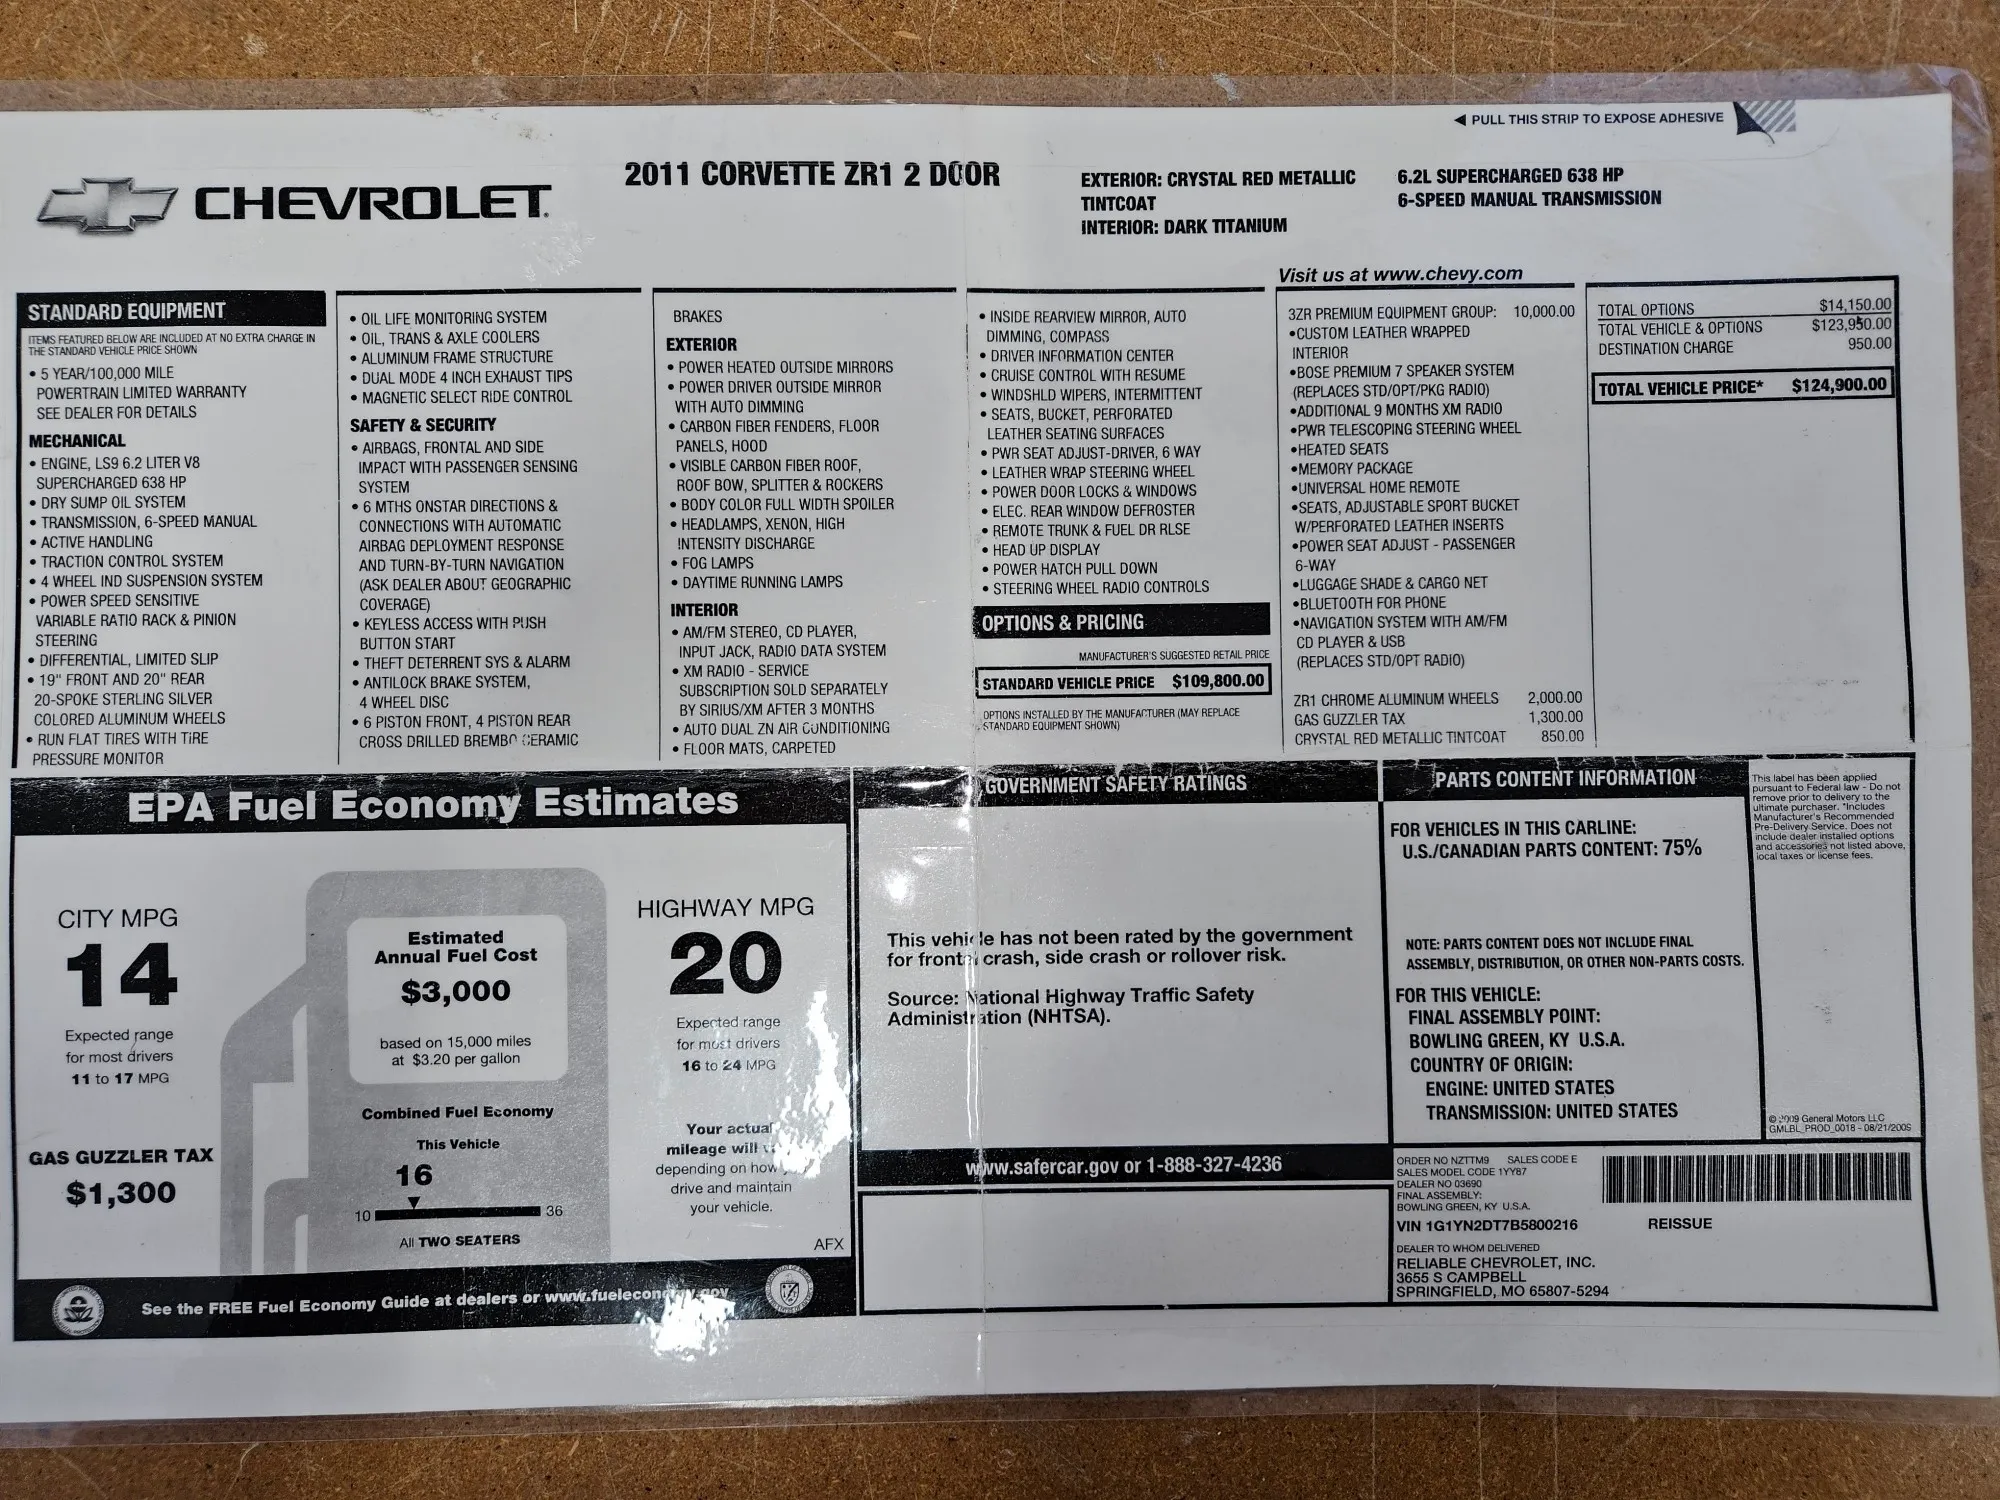 ◄ PULL THIS STRIP TO EXPOSE ADHESIVE
CHEVROLET
2011 CORVETTE ZR1 2 DOOR
EXTERIOR: CRYSTAL RED METALLIC
TINTCOAT
INTERIOR: DARK TITANIUM
6.2L SUPERCHARGED 638 HP
6-SPEED MANUAL TRANSMISSION
Visit us at www.chevy.com
STANDARD EQUIPMENT
ITEMS FEATURED BELOW ARE INCLUDED AT NO EXTRA CHARGE IN
THE STANDARD VEHICLE PRICE SHOWN
• 5 YEAR/100,000 MILE
POWERTRAIN LIMITED WARRANTY
SEE DEALER FOR DETAILS
MECHANICAL
• ENGINE, LS9 6.2 LITER V8
SUPERCHARGED 638 HP
• DRY SUMP OIL SYSTEM
• TRANSMISSION, 6-SPEED MANUAL
• ACTIVE HANDLING
• TRACTION CONTROL SYSTEM
• 4 WHEEL IND SUSPENSION SYSTEM
• POWER SPEED SENSITIVE
VARIABLE RATIO RACK & PINION
STEERING
• DIFFERENTIAL, LIMITED SLIP
• 19" FRONT AND 20" REAR
20-SPOKE STERLING SILVER
COLORED ALUMINUM WHEELS
• RUN FLAT TIRES WITH TIRE
PRESSURE MONITOR
• OIL LIFE MONITORING SYSTEM
• OIL, TRANS & AXLE COOLERS
• ALUMINUM FRAME STRUCTURE
• DUAL MODE 4 INCH EXHAUST TIPS
• MAGNETIC SELECT RIDE CONTROL
SAFETY & SECURITY
• AIRBAGS, FRONTAL AND SIDE
IMPACT WITH PASSENGER SENSING
SYSTEM
• 6 MTHS ONSTAR DIRECTIONS &
CONNECTIONS WITH AUTOMATIC
AIRBAG DEPLOYMENT RESPONSE
AND TURN-BY-TURN NAVIGATION
(ASK DEALER ABOUT GEOGRAPHIC
COVERAGE)
• KEYLESS ACCESS WITH PUSH
BUTTON START
• THEFT DETERRENT SYS & ALARM
• ANTILOCK BRAKE SYSTEM,
4 WHEEL DISC
• 6 PISTON FRONT, 4 PISTON REAR
CROSS DRILLED BREMBO CERAMIC
BRAKES
EXTERIOR
• POWER HEATED OUTSIDE MIRRORS
• POWER DRIVER OUTSIDE MIRROR
WITH AUTO DIMMING
• CARBON FIBER FENDERS, FLOOR
PANELS, HOOD
• VISIBLE CARBON FIBER ROOF,
ROOF BOW, SPLITTER & ROCKERS
• BODY COLOR FULL WIDTH SPOILER
• HEADLAMPS, XENON, HIGH
INTENSITY DISCHARGE
• FOG LAMPS
• DAYTIME RUNNING LAMPS
INTERIOR
• AM/FM STEREO, CD PLAYER,
INPUT JACK, RADIO DATA SYSTEM
• XM RADIO - SERVICE
SUBSCRIPTION SOLD SEPARATELY
BY SIRIUS/XM AFTER 3 MONTHS
• AUTO DUAL ZN AIR CONDITIONING
• FLOOR MATS, CARPETED
• INSIDE REARVIEW MIRROR, AUTO
DIMMING, COMPASS
• DRIVER INFORMATION CENTER
• CRUISE CONTROL WITH RESUME
• WINDSHLD WIPERS, INTERMITTENT
• SEATS, BUCKET, PERFORATED
LEATHER SEATING SURFACES
• PWR SEAT ADJUST-DRIVER, 6 WAY
• LEATHER WRAP STEERING WHEEL
• POWER DOOR LOCKS & WINDOWS
• ELEC. REAR WINDOW DEFROSTER
• REMOTE TRUNK & FUEL DR RLSE
• HEAD UP DISPLAY
• POWER HATCH PULL DOWN
• STEERING WHEEL RADIO CONTROLS
OPTIONS & PRICING
MANUFACTURER'S SUGGESTED RETAIL PRICE
STANDARD VEHICLE PRICE $109,800.00
OPTIONS INSTALLED BY THE MANUFACTURER (MAY REPLACE
STANDARD EQUIPMENT SHOWN)
3ZR PREMIUM EQUIPMENT GROUP: 10,000.00
•CUSTOM LEATHER WRAPPED
INTERIOR
•BOSE PREMIUM 7 SPEAKER SYSTEM
(REPLACES STD/OPT/PKG RADIO)
•ADDITIONAL 9 MONTHS XM RADIO
•PWR TELESCOPING STEERING WHEEL
•HEATED SEATS
•MEMORY PACKAGE
•UNIVERSAL HOME REMOTE
•SEATS, ADJUSTABLE SPORT BUCKET
W/PERFORATED LEATHER INSERTS
•POWER SEAT ADJUST - PASSENGER
6-WAY
•LUGGAGE SHADE & CARGO NET
•BLUETOOTH FOR PHONE
•NAVIGATION SYSTEM WITH AM/FM
CD PLAYER & USB
(REPLACES STD/OPT RADIO)
ZR1 CHROME ALUMINUM WHEELS 2,000.00
GAS GUZZLER TAX 1,300.00
CRYSTAL RED METALLIC TINTCOAT 850.00
TOTAL OPTIONS $14,150.00
TOTAL VEHICLE & OPTIONS $123,950.00
DESTINATION CHARGE 950.00
TOTAL VEHICLE PRICE* $124,900.00
EPA Fuel Economy Estimates
CITY MPG
14
Expected range
for most drivers
11 to 17 MPG
GAS GUZZLER TAX
$1,300
Estimated
Annual Fuel Cost
$3,000
based on 15,000 miles
at $3.20 per gallon
Combined Fuel Economy
This Vehicle
16
10 36
All TWO SEATERS
HIGHWAY MPG
20
Expected range
for most drivers
16 to 24 MPG
Your actual
mileage will
depending on how
drive and maintain
your vehicle.
AFX
See the FREE Fuel Economy Guide at dealers or www.fueleconomy.gov
GOVERNMENT SAFETY RATINGS
This vehicle has not been rated by the government
for frontal crash, side crash or rollover risk.
Source: National Highway Traffic Safety
Administration (NHTSA).
www.safercar.gov or 1-888-327-4236
PARTS CONTENT INFORMATION
FOR VEHICLES IN THIS CARLINE:
U.S./CANADIAN PARTS CONTENT: 75%
NOTE: PARTS CONTENT DOES NOT INCLUDE FINAL
ASSEMBLY, DISTRIBUTION, OR OTHER NON-PARTS COSTS.
FOR THIS VEHICLE:
FINAL ASSEMBLY POINT:
BOWLING GREEN, KY U.S.A.
COUNTRY OF ORIGIN:
ENGINE: UNITED STATES
TRANSMISSION: UNITED STATES
This label has been applied
pursuant to Federal law - Do not
remove prior to delivery to the
ultimate purchaser. *Includes
Manufacturer's Recommended
Pre-Delivery Service. Does not
include dealer installed options
and accessories not listed above,
local taxes or license fees.
© 2009 General Motors LLC
GMLBL_PROD_0018 - 08/21/2009
ORDER NO NZTTM9 SALES CODE E
SALES MODEL CODE 1YY87
DEALER NO 03690
FINAL ASSEMBLY:
BOWLING GREEN, KY U.S.A.
VIN 1G1YN2DT7B5800216 REISSUE
DEALER TO WHOM DELIVERED
RELIABLE CHEVROLET, INC.
3655 S CAMPBELL
SPRINGFIELD, MO 65807-5294